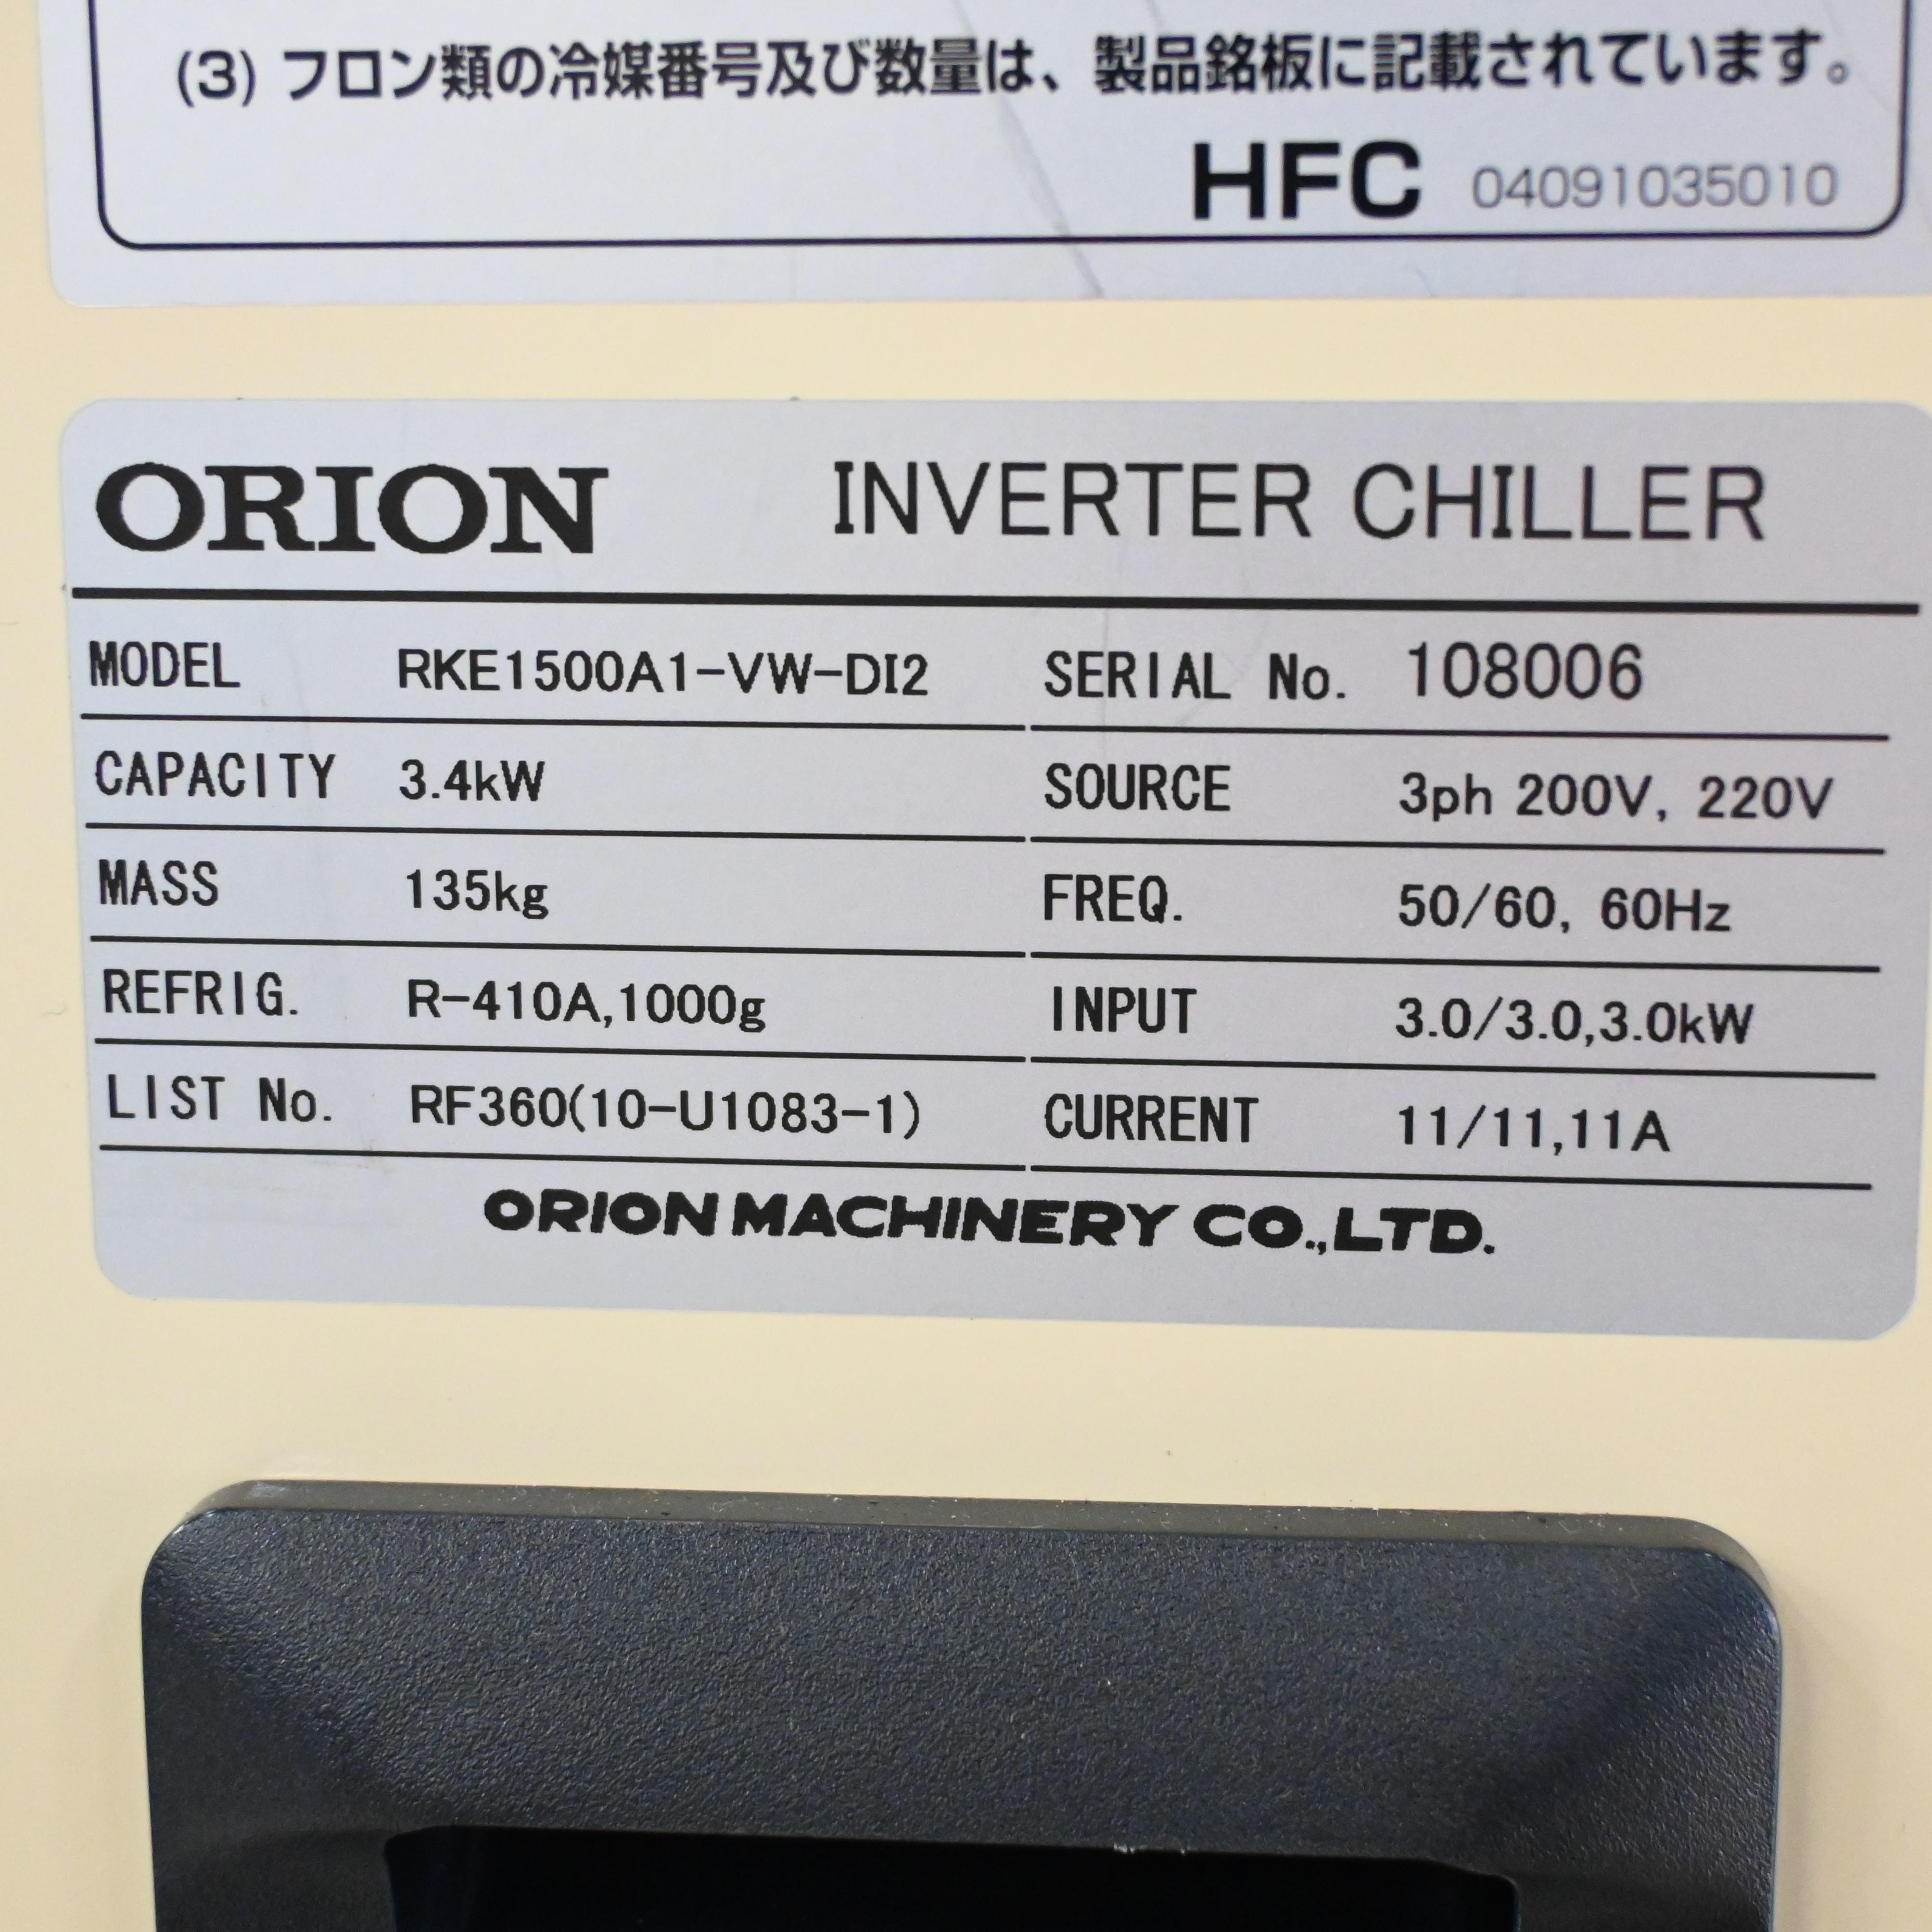 (3) フロン類の冷媒番号及び数量は、製品銘板に記載されています。
HFC 04091035010
ORION INVERTER CHILLER
MODEL RKE1500A1-VW-DI2 SERIAL No. 108006
CAPACITY 3.4kW SOURCE 3ph 200V, 220V
MASS 135kg FREQ. 50/60, 60Hz
REFRIG. R-410A,1000g INPUT 3.0/3.0,3.0kW
LIST No. RF360(10-U1083-1) CURRENT 11/11,11A
ORION MACHINERY CO.,LTD.